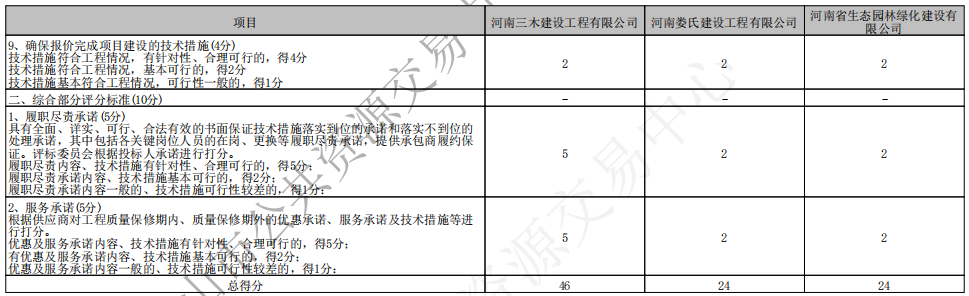 项目 河南三木建设工程有限公司 河南娄氏建设工程有限公司 河南省生态园林绿化建设有
限公司
9、确保报价完成项目建设的技术措施(4分)
技术措施符合工程情况，有针对性、合理可行的，得4分
技术措施符合工程情况，基本可行的，得2分
技术措施基本符合工程情况，可行性一般的，得1分
2 2 2
二、综合部分评分标准(10分) - - -
1、履职尽责承诺(5分)
具有全面、详实、可行、合法有效的书面保证技术措施落实到位的承诺和落实不到位的
处理承诺，其中包括各关键岗位人员的在岗、更换等履职尽责承诺，提供承包商履约保
证。评标委员会根据投标人承诺进行打分。
履职尽责内容、技术措施有针对性、合理可行的，得5分；
履职尽责承诺内容、技术措施基本可行的，得2分；
履职尽责承诺内容一般的、技术措施可行性较差的，得1分；
5 2 2
2、服务承诺(5分)
根据供应商对工程质量保修期内、质量保修期外的优惠承诺、服务承诺及技术措施等进
行打分。
优惠及服务承诺内容、技术措施有针对性、合理可行的，得5分；
有优惠及服务承诺内容、技术措施基本可行的，得2分；
优惠及服务承诺内容一般的、技术措施可行性较差的，得1分；
5 2 2
总得分 46 24 24
山市公共资源交易中
资源交易中心